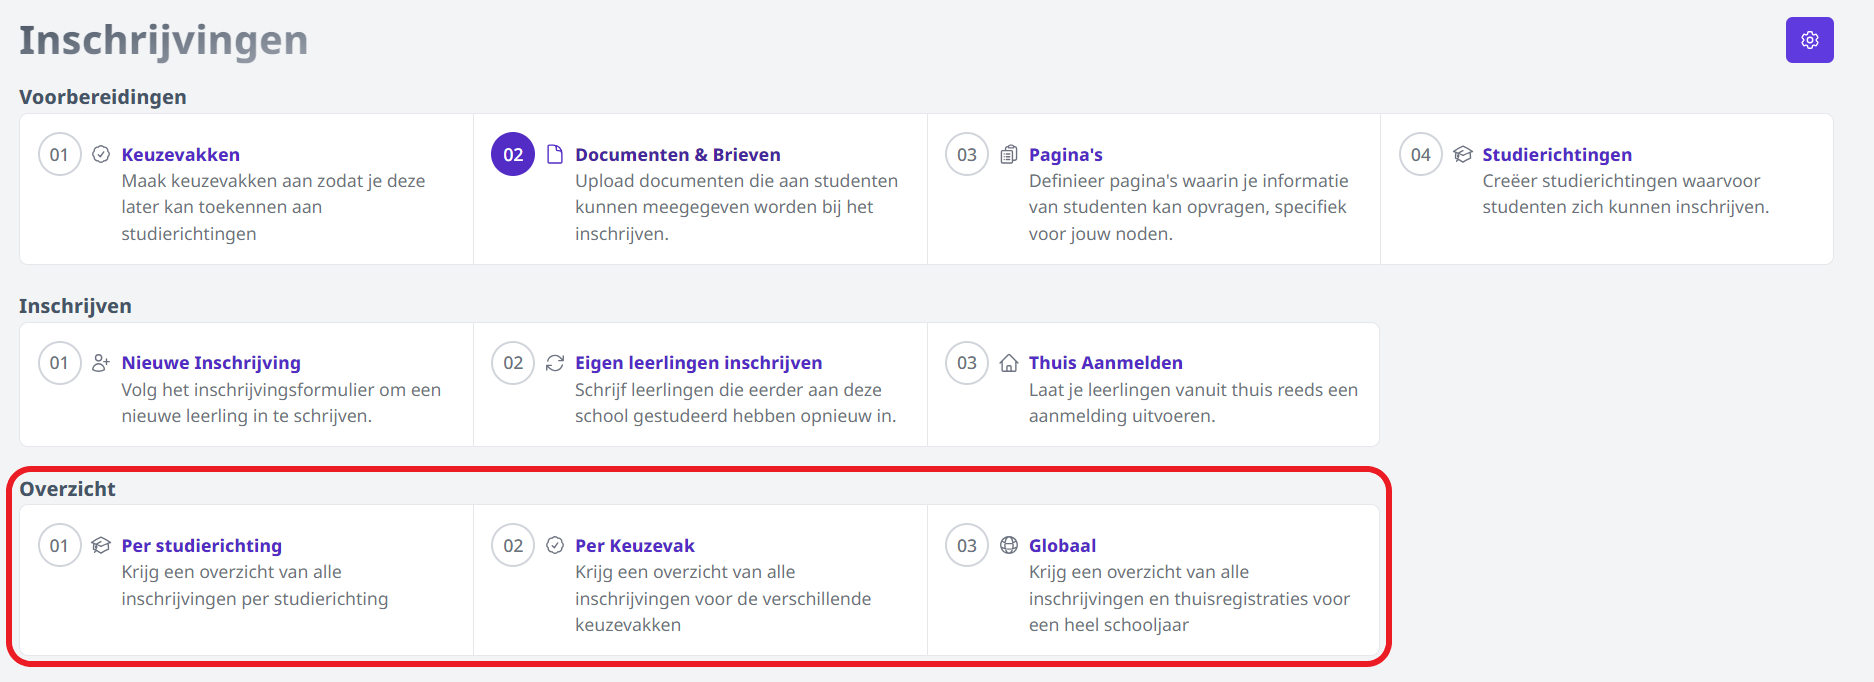 Inschrijvingen
Voorbereidingen
01 Keuzevakken
Maak keuzevakken aan zodat je deze
later kan toekennen aan
studierichtingen
02 Documenten & Brieven
Upload documenten die aan studenten
kunnen meegegeven worden bij het
inschrijven.
03 Pagina's
Definieer pagina's waarin je informatie
van studenten kan opvragen, specifiek
voor jouw noden.
04 Studierichtingen
Creëer studierichtingen waarvoor
studenten zich kunnen inschrijven.
Inschrijven
01 Nieuwe Inschrijving
Volg het inschrijvingsformulier om een
nieuwe leerling in te schrijven.
02 Eigen leerlingen inschrijven
Schrijf leerlingen die eerder aan deze
school gestudeerd hebben opnieuw in.
03 Thuis Aanmelden
Laat je leerlingen vanuit thuis reeds een
aanmelding uitvoeren.
Overzicht
01 Per studierichting
Krijg een overzicht van alle
inschrijvingen per studierichting
02 Per Keuzevak
Krijg een overzicht van alle
inschrijvingen voor de verschillende
keuzevakken
03 Globaal
Krijg een overzicht van alle
inschrijvingen en thuisregistraties voor
een heel schooljaar